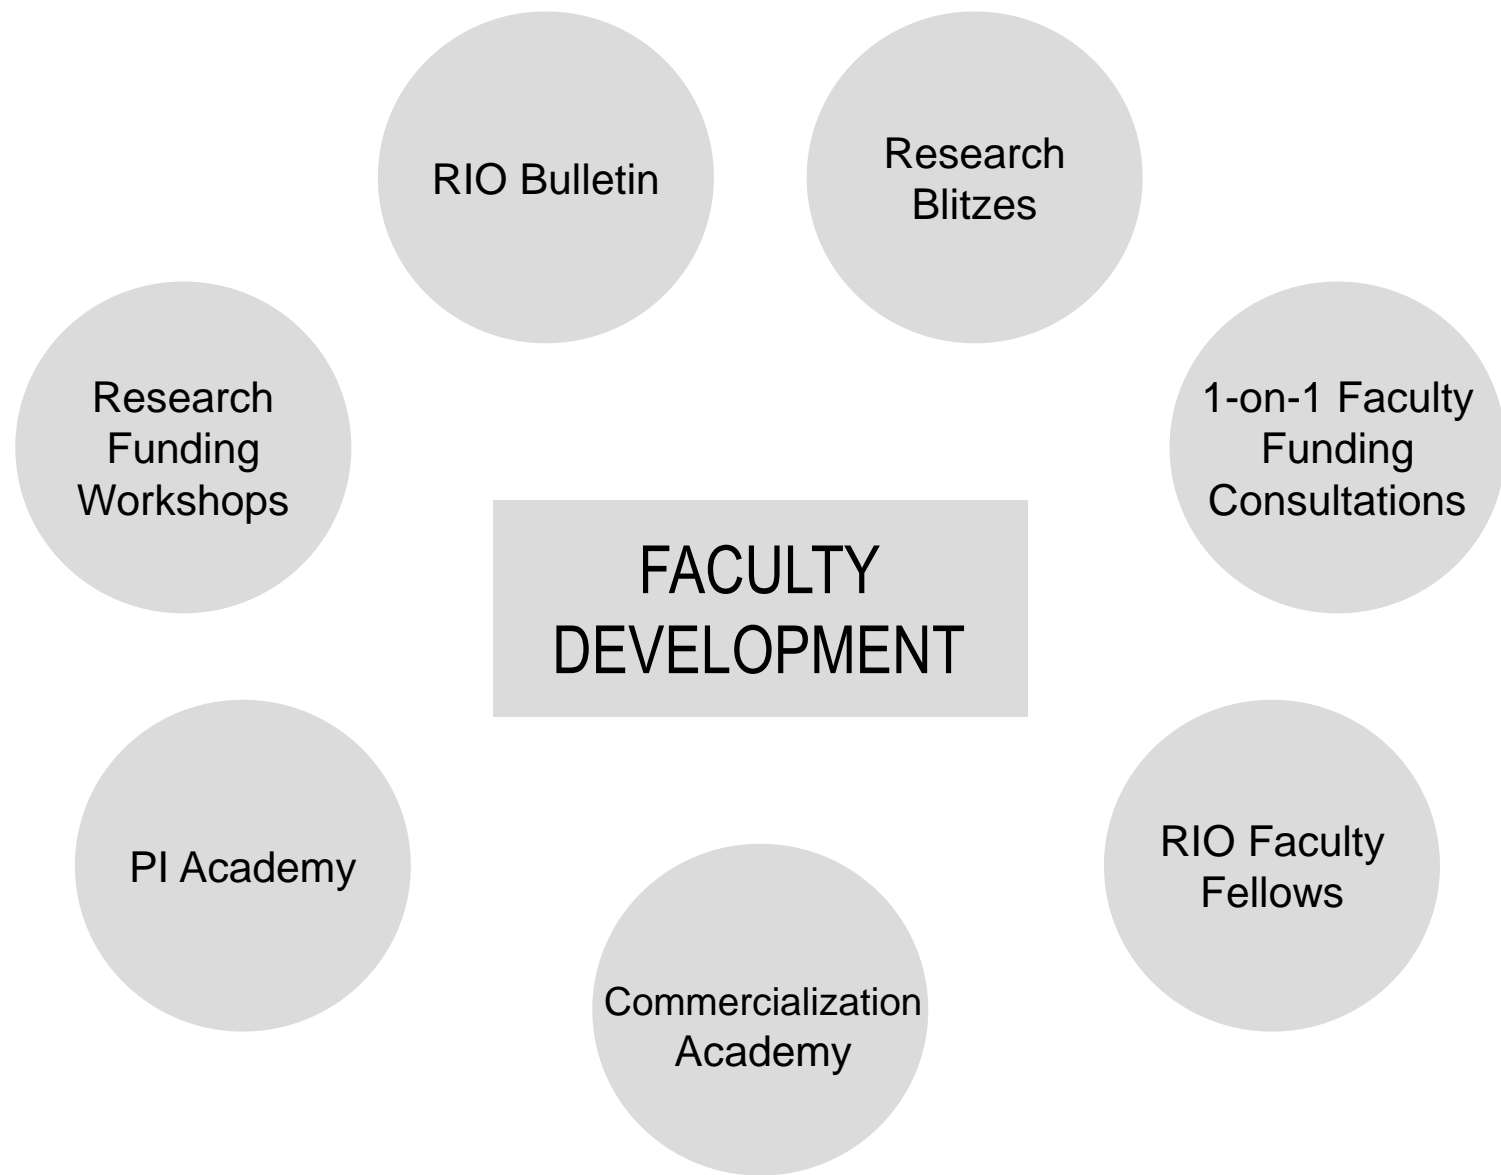 RIO Bulletin
Research
Blitzes
Research
Funding
Workshops
1-on-1 Faculty
Funding
Consultations
FACULTY
DEVELOPMENT
PI Academy
RIO Faculty
Fellows
Commercialization
Academy